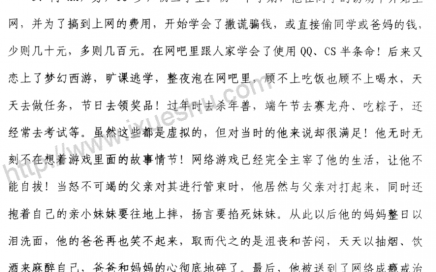 网，并为了搞到上网的费用，开始学会了撒谎骗钱，或直接偷同学或爸妈的钱，
少则几十元，多则几百元。在网吧里跟人家学会了使用QQ、CS半条命！后来又
恋上了梦幻西游，旷课逃学，整夜泡在网吧里，顾不上吃饭也顾不上喝水，天
天去做任务，节日去领奖品！过年时去杀年兽，端午节去赛龙舟、吃粽子，还
经常去考试等。虽然这些都是虚拟的，但对当时的他来说却很满足！他无时无
刻不在想着游戏里面的故事情节！网络游戏已经完全主宰了他的生活，让他不
能自拔！当怒不可竭的父亲对其进行管束时，他居然与父亲对打起来，同时还
抱着自己的亲小妹妹要往地上摔，扬言要掐死妹妹。从此以后他的妈妈整日以
泪洗面，他的爸爸再也笑不起来，取而代之的是沮丧和苦闷，天天以抽烟、饮
酒来麻醉自己，爸爸和妈妈的心彻底地碎了。最后，他被送到了网络成瘾戒治
http://www.ixueshu.com